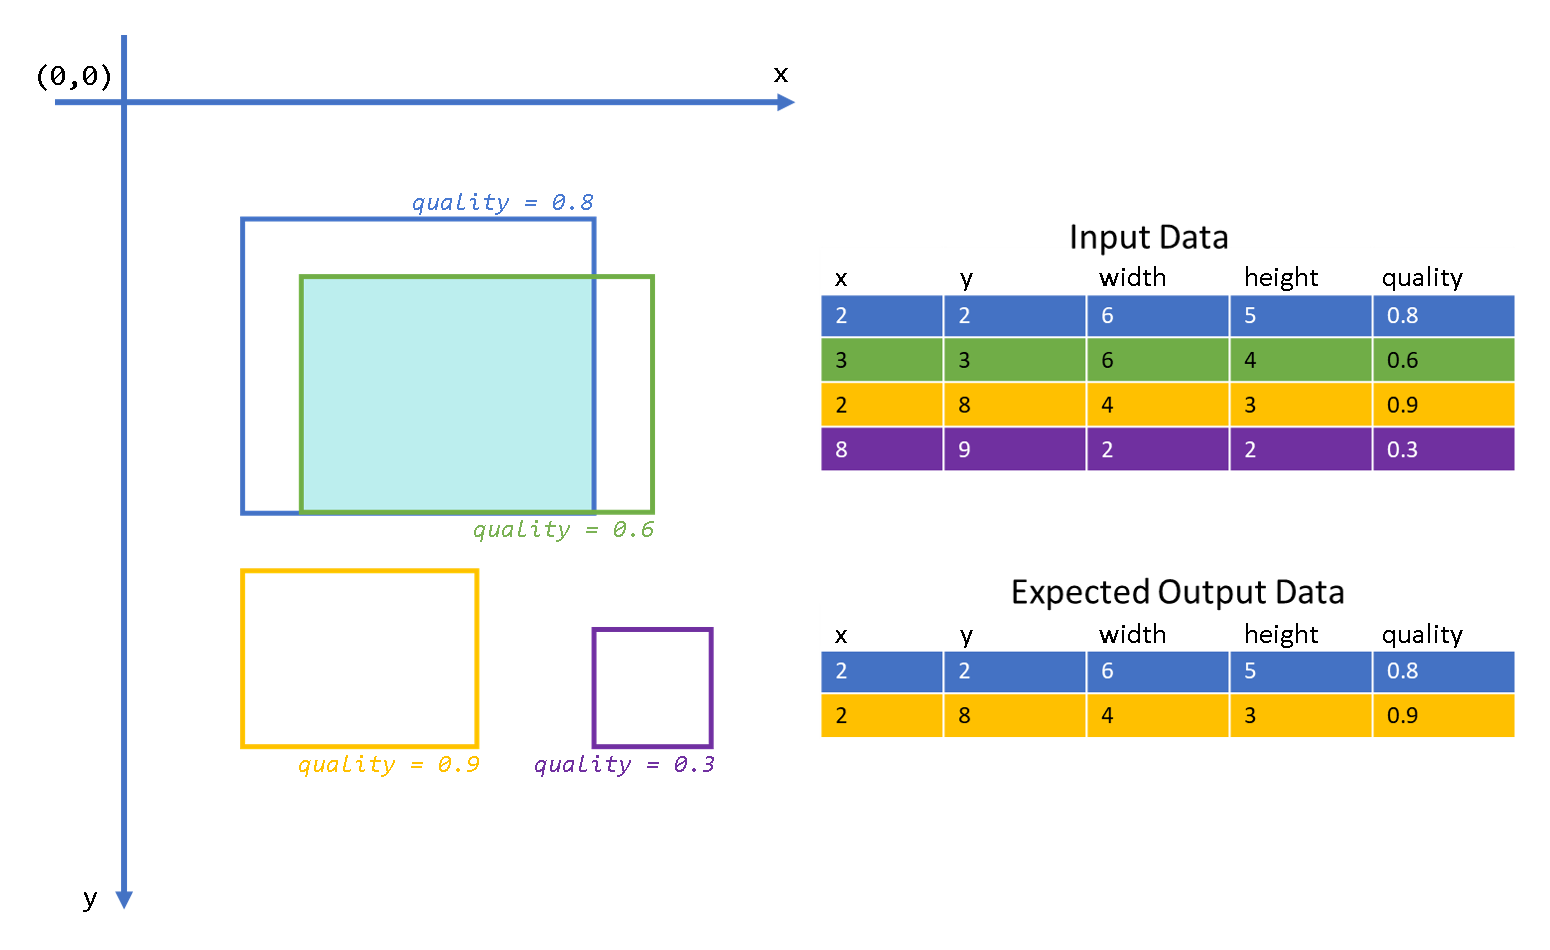 (0,0)
x
quality = 0.8
quality = 0.6
quality = 0.9
quality = 0.3
y
Input Data
x y width height quality
2 2 6 5 0.8
3 3 6 4 0.6
2 8 4 3 0.9
8 9 2 2 0.3
Expected Output Data
x y width height quality
2 2 6 5 0.8
2 8 4 3 0.9